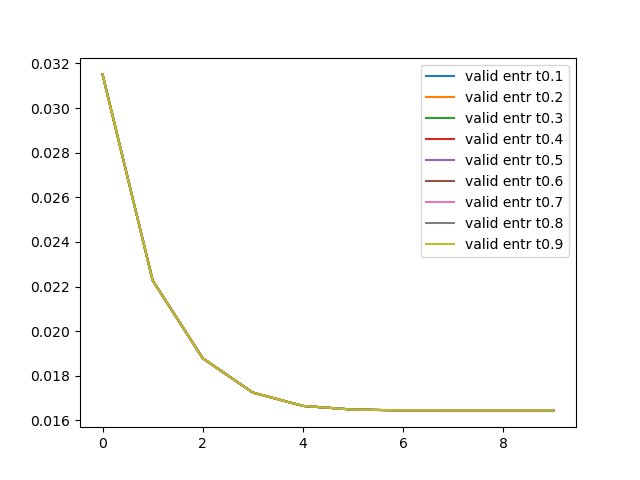 0.032
0.030
0.028
0.026
0.024
0.022
0.020
0.018
0.016
0
2
4
6
8
valid entr t0.1
valid entr t0.2
valid entr t0.3
valid entr t0.4
valid entr t0.5
valid entr t0.6
valid entr t0.7
valid entr t0.8
valid entr t0.9